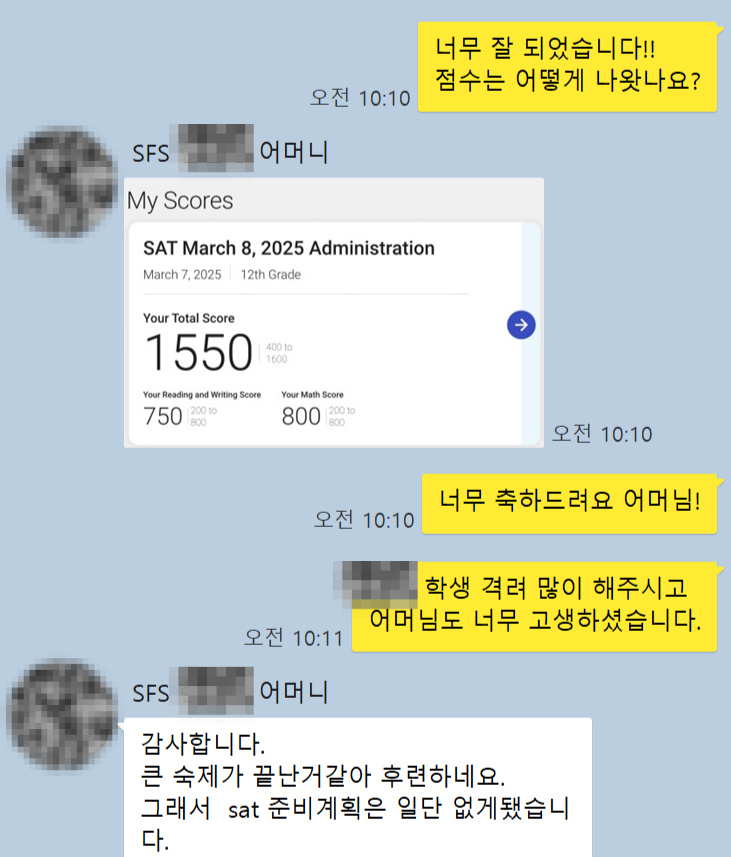 너무 잘 되었습니다!!
점수는 어떻게 나왓나요?
오전 10:10
SFS 어머니
My Scores
SAT March 8, 2025 Administration
March 7, 2025 12th Grade
Your Total Score
1550 400 to 1600
Your Reading and Writing Score Your Math Score
750 200 to 800 800 200 to 800
오전 10:10
너무 축하드려요 어머님!
오전 10:10
학생 격려 많이 해주시고
어머님도 너무 고생하셨습니다.
오전 10:11
SFS 어머니
감사합니다.
큰 숙제가 끝난거같아 후련하네요.
그래서 sat 준비계획은 일단 없게됐습니
다.